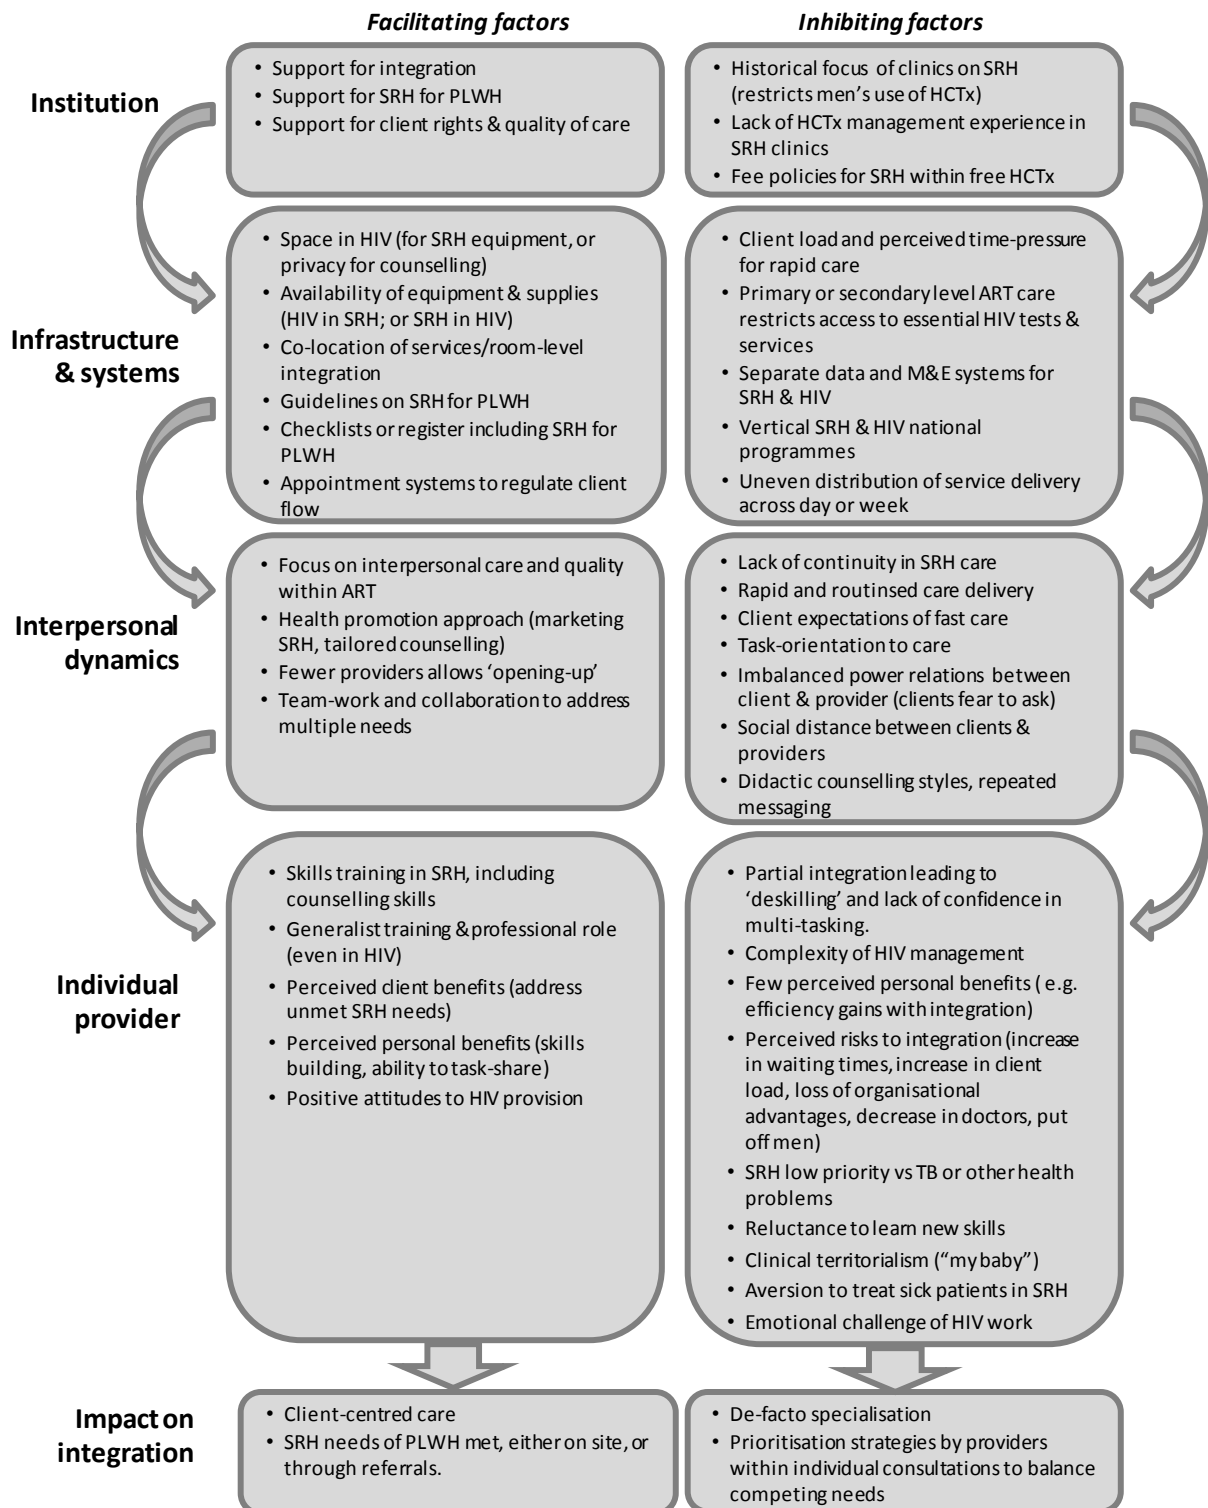 Facilitating factors
Inhibiting factors
Institution
• Support for integration
• Support for SRH for PLWH
• Support for client rights & quality of care
• Historical focus of clinics on SRH
(restricts men's use of HCTx)
• Lack of HCTx management experience in
SRH clinics
• Fee policies for SRH within free HCTx
Infrastructure
& systems
• Space in HIV (for SRH equipment, or
privacy for counselling)
• Availability of equipment & supplies
(HIV in SRH; or SRH in HIV)
• Co-location of services/room-level
integration
• Guidelines on SRH for PLWH
• Checklists or register including SRH for
PLWH
• Appointment systems to regulate client
flow
• Client load and perceived time-pressure
for rapid care
• Primary or secondary level ART care
restricts access to essential HIV tests &
services
• Separate data and M&E systems for
SRH & HIV
• Vertical SRH & HIV national
programmes
• Uneven distribution of service delivery
across day or week
Interpersonal
dynamics
• Focus on interpersonal care and quality
within ART
• Health promotion approach (marketing
SRH, tailored counselling)
• Fewer providers allows ‘opening-up’
• Team-work and collaboration to address
multiple needs
• Lack of continuity in SRH care
• Rapid and routinsed care delivery
• Client expectations of fast care
• Task-orientation to care
• Imbalanced power relations between
client & provider (clients fear to ask)
• Social distance between clients &
providers
• Didactic counselling styles, repeated
messaging
Individual
provider
• Skills training in SRH, including
counselling skills
• Generalist training & professional role
(even in HIV)
• Perceived client benefits (address
unmet SRH needs)
• Perceived personal benefits (skills
building, ability to task-share)
• Positive attitudes to HIV provision
• Partial integration leading to
‘deskilling’ and lack of confidence in
multi-tasking.
• Complexity of HIV management
• Few perceived personal benefits ( e.g.
efficiency gains with integration)
• Perceived risks to integration (increase
in waiting times, increase in client
load, loss of organisational
advantages, decrease in doctors, put
off men)
• SRH low priority vs TB or other health
problems
• Reluctance to learn new skills
• Clinical territorialism (“my baby”)
• Aversion to treat sick patients in SRH
• Emotional challenge of HIV work
Impact on
integration
• Client-centred care
• SRH needs of PLWH met, either on site, or
through referrals.
• De-facto specialisation
• Prioritisation strategies by providers
within individual consultations to balance
competing needs